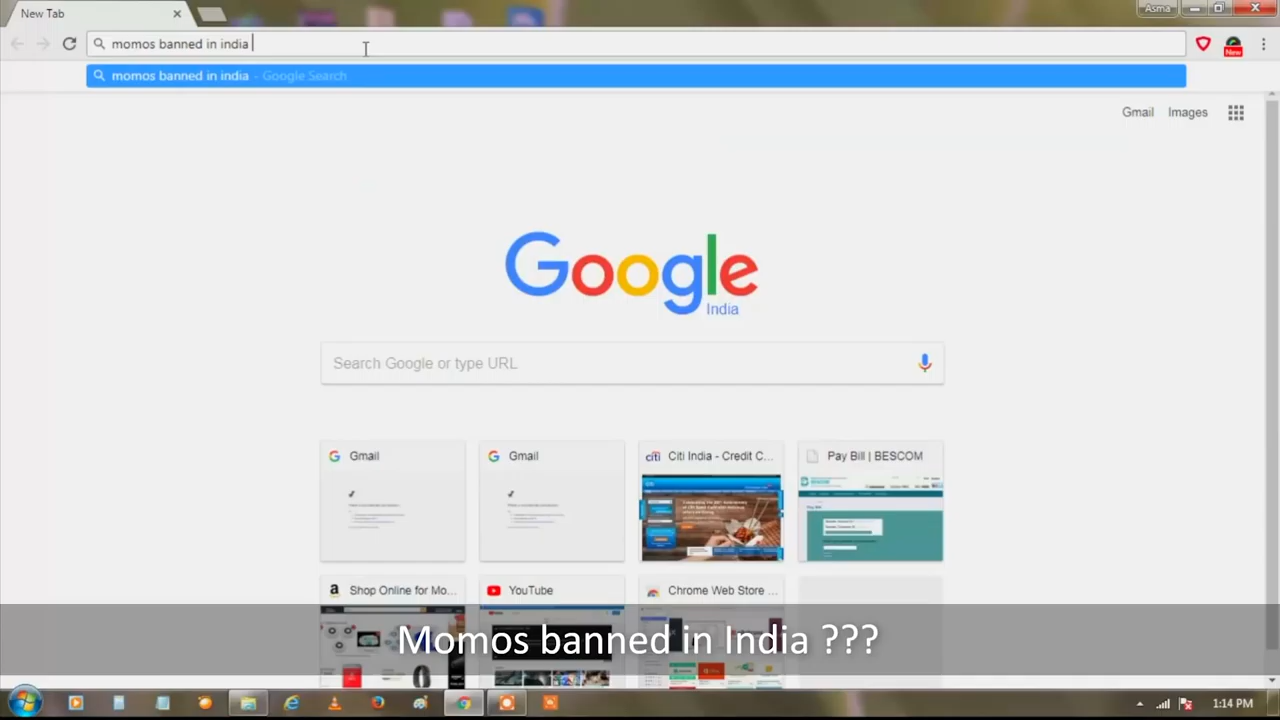 New Tab
Asma
momos banned in india
momos banned in india - Google Search
Gmail Images
Google
India
Search Google or type URL
Gmail
Gmail
citi Citi India - Credit C...
Pay Bill | BESCOM
Shop Online for Mo...
YouTube
Chrome Web Store ...
Momos banned in India ???
1:14 PM
New